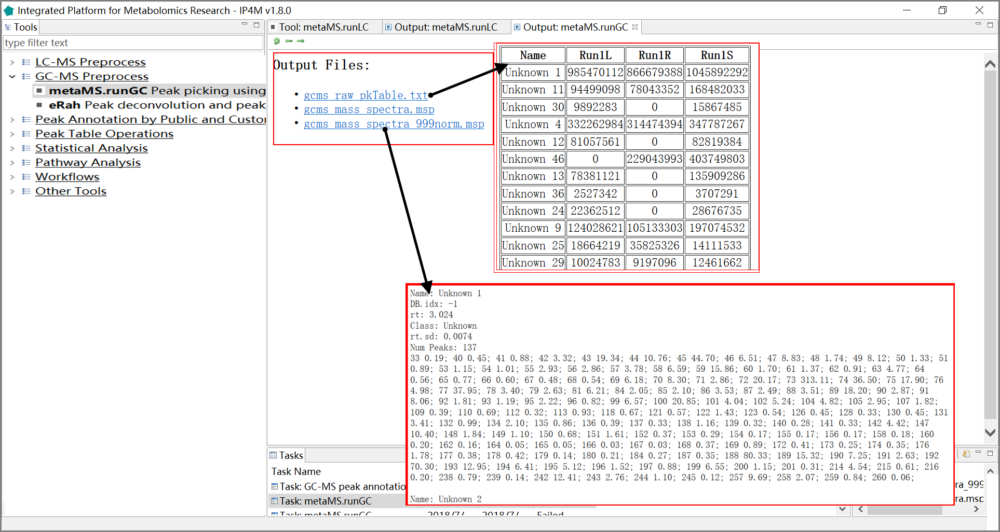 Integrated Platform for Metabolomics Research - IP4M v1.8.0
Tools
type filter text
LC-MS Preprocess
GC-MS Preprocess
metaMS.runGC Peak picking using
eRah Peak deconvolution and peak
Peak Annotation by Public and Custor
Peak Table Operations
Statistical Analysis
Pathway Analysis
Workflows
Other Tools
Tool: metaMS.runLC
Output: metaMS.runLC
Output: metaMS.runGC
Output Files:
• gcms_raw_pkTable.txt
• gcms_mass_spectra.msp
• gcms_mass_spectra_999norm.msp
Name Run1L Run1R Run1S
Unknown 1 985470112 866679388 1045892292
Unknown 11 94499098 78043352 168482033
Unknown 30 9892283 0 15867485
Unknown 4 332262984 314474394 347787267
Unknown 12 81057561 0 82819384
Unknown 46 0 229043993 403749803
Unknown 13 78381121 0 135909286
Unknown 36 2527342 0 3707291
Unknown 24 22362512 0 28676735
Unknown 9 124028621 105133303 197074532
Unknown 25 18664219 35825326 14111533
Unknown 29 10024783 9197096 12461662
Name: Unknown 1
DB.idx: -1
rt: 3.024
Class: Unknown
rt.sd: 0.0074
Num Peaks: 137
33 0.19; 40 0.45; 41 0.88; 42 3.32; 43 19.34; 44 10.76; 45 44.70; 46 6.51; 47 8.83; 48 1.74; 49 8.12; 50 1.33; 51
0.89; 53 1.15; 54 1.01; 55 2.93; 56 2.86; 57 3.78; 58 6.59; 59 15.86; 60 1.70; 61 1.37; 62 0.91; 63 4.77; 64
0.56; 65 0.77; 66 0.60; 67 0.48; 68 0.54; 69 6.18; 70 8.30; 71 2.86; 72 20.17; 73 313.11; 74 36.50; 75 17.90; 76
4.98; 77 37.95; 78 3.40; 79 2.63; 81 6.21; 84 2.05; 85 2.10; 86 3.53; 87 2.49; 88 3.51; 89 18.20; 90 2.87; 91
8.06; 92 1.81; 93 1.19; 95 2.22; 96 0.82; 99 6.57; 100 20.85; 101 4.04; 102 5.24; 104 4.82; 105 2.95; 107 1.82;
109 0.39; 110 0.69; 112 0.32; 113 0.93; 118 0.67; 121 0.57; 122 1.43; 123 0.54; 126 0.45; 128 0.33; 130 0.45; 131
3.41; 132 0.99; 134 2.10; 135 0.86; 136 0.39; 137 0.33; 138 1.16; 139 0.32; 140 0.28; 141 0.33; 142 4.42; 147
10.40; 148 1.84; 149 1.10; 150 0.68; 151 1.61; 152 0.37; 153 0.29; 154 0.17; 155 0.17; 156 0.17; 158 0.18; 160
0.20; 162 0.16; 164 0.05; 165 0.05; 166 0.03; 167 0.03; 168 0.37; 169 0.89; 172 0.41; 173 0.25; 174 0.35; 176
1.78; 177 0.38; 178 0.42; 179 0.14; 180 0.21; 184 0.27; 187 0.35; 188 80.33; 189 15.32; 190 7.25; 191 2.63; 192
70.30; 193 12.95; 194 6.41; 195 5.12; 196 1.52; 197 0.88; 199 6.55; 200 1.15; 201 0.31; 214 4.54; 215 0.61; 216
0.20; 238 0.79; 239 0.14; 242 12.41; 243 2.76; 244 1.10; 245 0.12; 257 9.69; 258 2.07; 259 0.84; 260 0.06;
Name: Unknown 2
Tasks
Task Name
Task: GC-MS peak annotatio
Task: metaMS.runGC
Task: metaMS.runGC 2018/7/ 2018/7/ Failed
ra_999
ra.msp